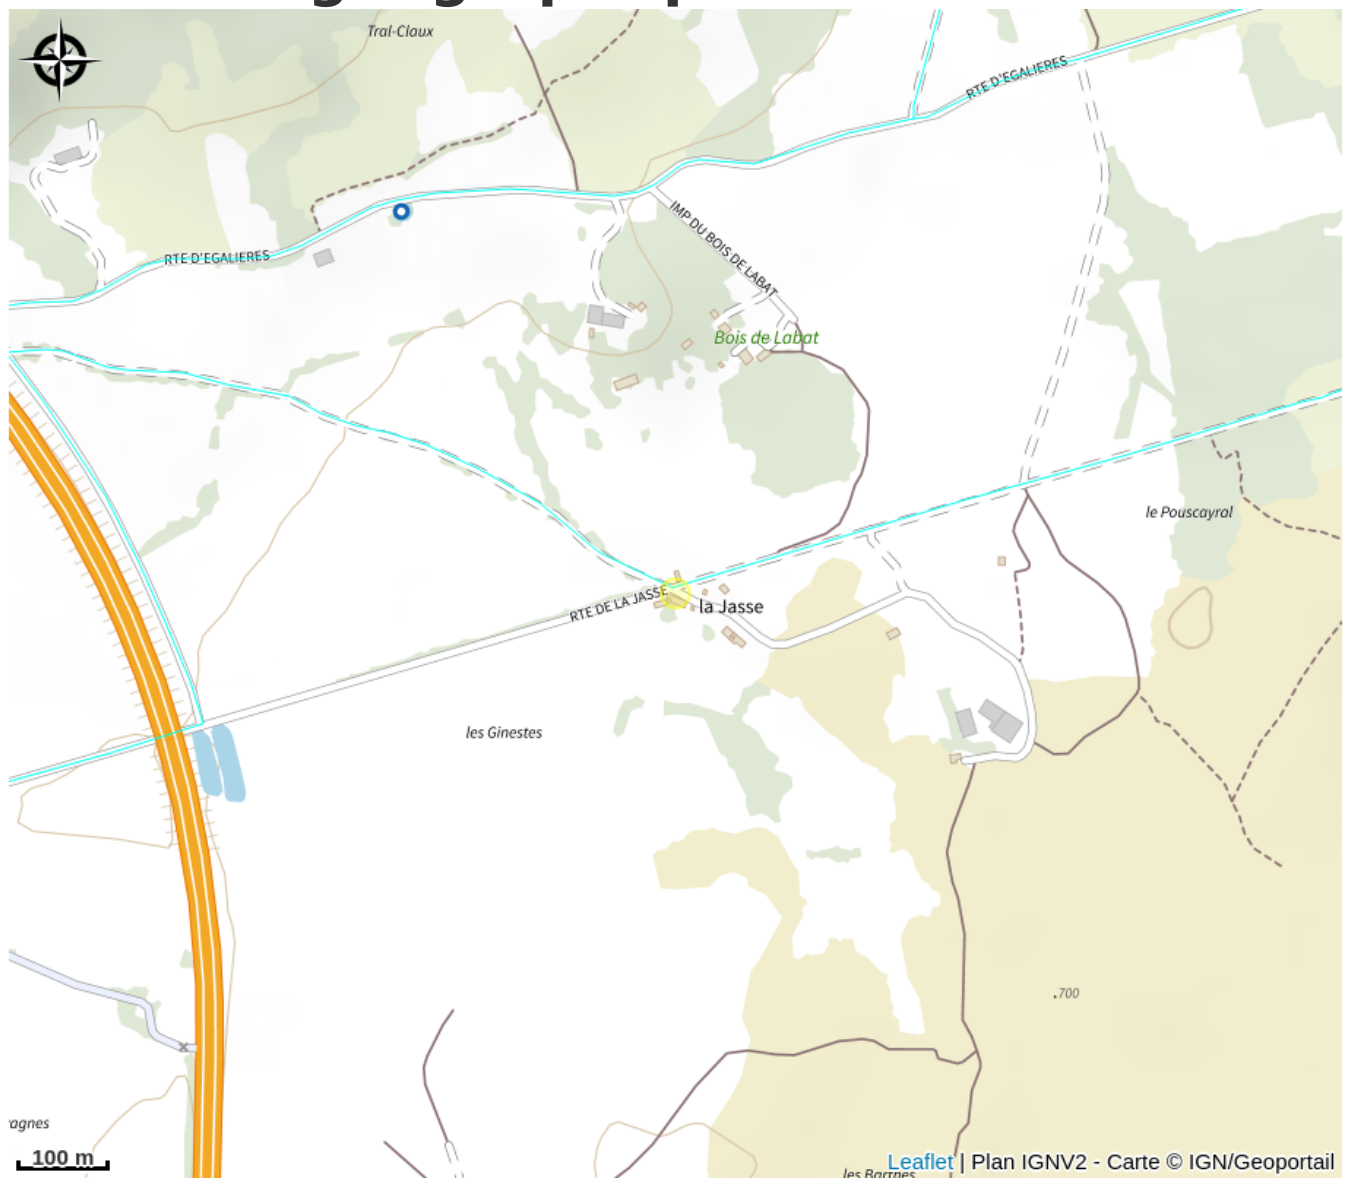 Tral-Claux
RTE D'EGALIERES
IMP DU BOIS DE LABAT
RTE D'EGALIERES
Bois de Labat
le Pouscayrol
RTE DE LA JASSE
la Jasse
les Ginestes
.700
100 m
Leaflet | Plan IGNV2 - Carte © IGN/Geoportail